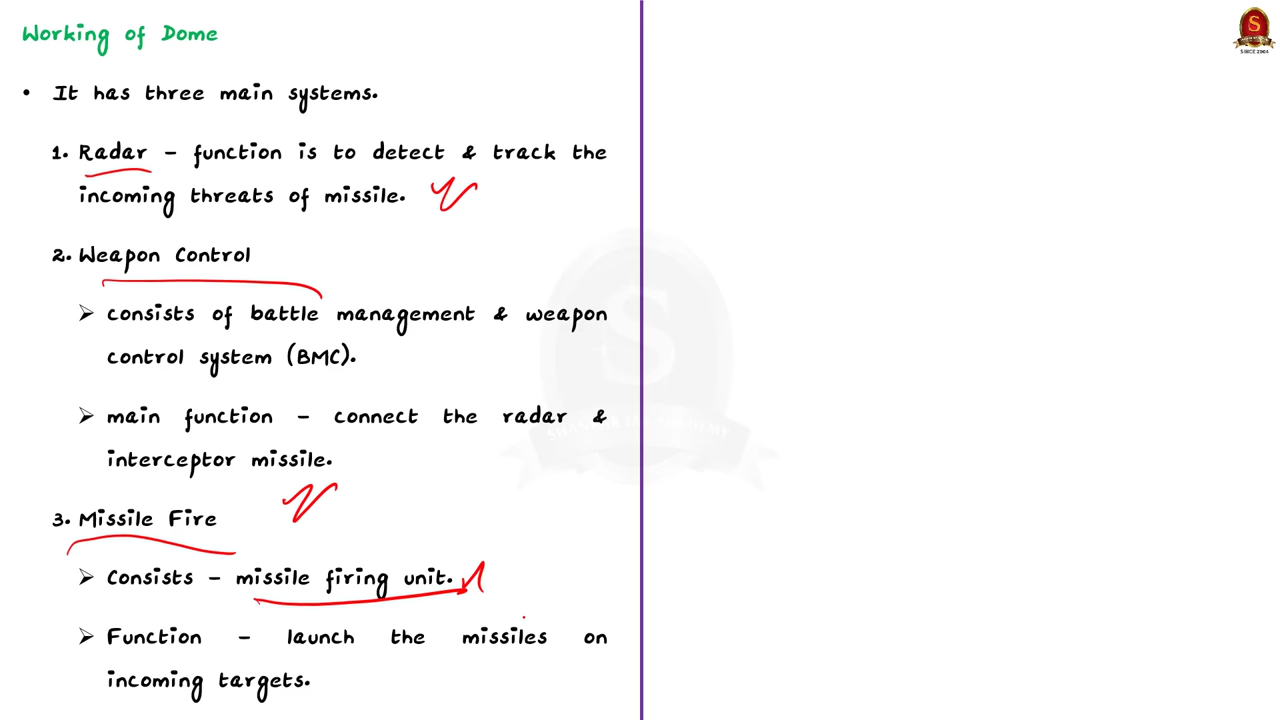 Working of Dome
• It has three main systems.
1. Radar – function is to detect & track the
incoming threats of missile.
2. Weapon Control
➢ consists of battle management & weapon
control system (BMC).
➢ main function – connect the radar &
interceptor missile.
3. Missile Fire
➢ Consists – missile firing unit.
➢ Function – launch the missiles on
incoming targets.
S
SINCE 2004